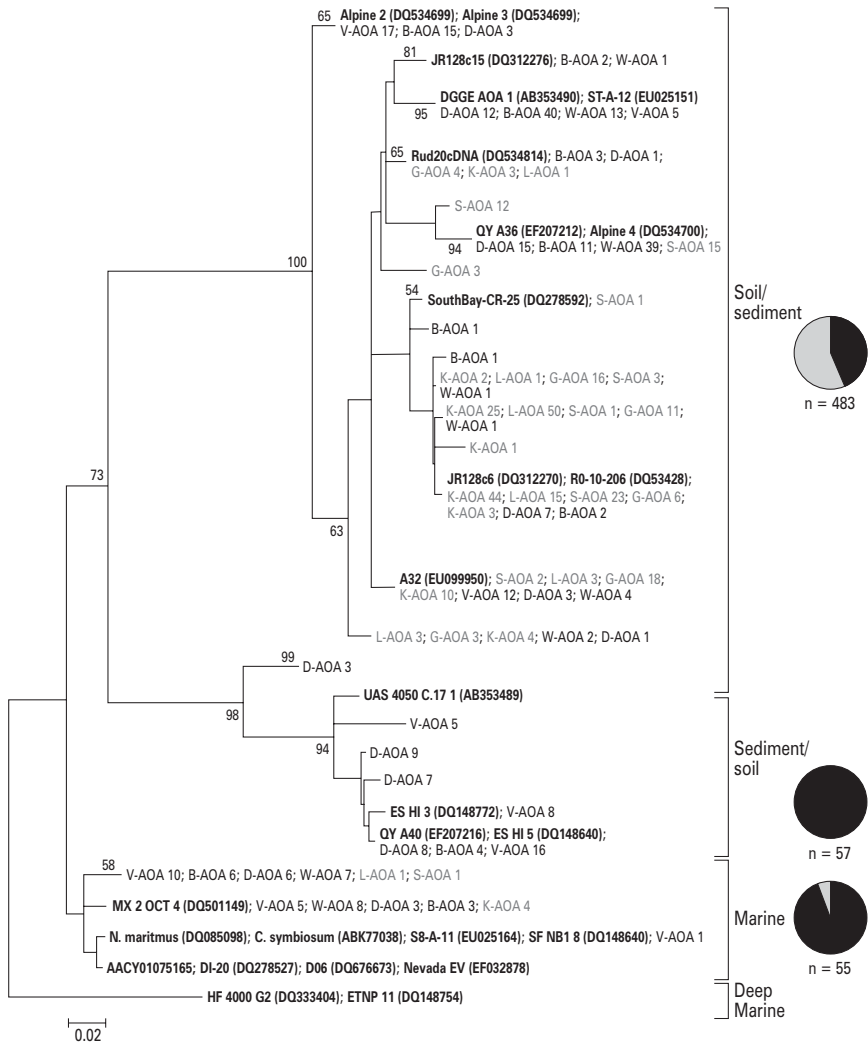 65
Alpine 2 (DQ534699); Alpine 3 (DQ534699);
V-AOA 17; B-AOA 15; D-AOA 3
81
JR128c15 (DQ312276); B-AOA 2; W-AOA 1
DGGE AOA 1 (AB353490); ST-A-12 (EU025151)
95
D-AOA 12; B-AOA 40; W-AOA 13; V-AOA 5
65
Rud20cDNA (DQ534814); B-AOA 3; D-AOA 1;
G-AOA 4; K-AOA 3; L-AOA 1
S-AOA 12
QY A36 (EF207212); Alpine 4 (DQ534700);
94
D-AOA 15; B-AOA 11; W-AOA 39; S-AOA 15
100
G-AOA 3
Soil/
sediment
54
SouthBay-CR-25 (DQ278592); S-AOA 1
B-AOA 1
B-AOA 1
K-AOA 2; L-AOA 1; G-AOA 16; S-AOA 3;
W-AOA 1
n = 483
K-AOA 25; L-AOA 50; S-AOA 1; G-AOA 11;
W-AOA 1
K-AOA 1
73
JR128c6 (DQ312270); R0-10-206 (DQ53428);
K-AOA 44; L-AOA 15; S-AOA 23; G-AOA 6;
K-AOA 3; D-AOA 7; B-AOA 2
63
A32 (EU099950); S-AOA 2; L-AOA 3; G-AOA 18;
K-AOA 10; V-AOA 12; D-AOA 3; W-AOA 4
L-AOA 3; G-AOA 3; K-AOA 4; W-AOA 2; D-AOA 1
99
D-AOA 3
98
UAS 4050 C.17 1 (AB353489)
V-AOA 5
94
D-AOA 9
Sediment/
soil
D-AOA 7
ES HI 3 (DQ148772); V-AOA 8
QY A40 (EF207216); ES HI 5 (DQ148640);
D-AOA 8; B-AOA 4; V-AOA 16
n = 57
58
V-AOA 10; B-AOA 6; D-AOA 6; W-AOA 7; L-AOA 1; S-AOA 1
MX 2 OCT 4 (DQ501149); V-AOA 5; W-AOA 8; D-AOA 3; B-AOA 3; K-AOA 4
Marine
N. maritmus (DQ085098); C. symbiosum (ABK77038); S8-A-11 (EU025164); SF NB1 8 (DQ148640); V-AOA 1
AACY01075165; DI-20 (DQ278527); D06 (DQ676673); Nevada EV (EF032878)
n = 55
HF 4000 G2 (DQ333404); ETNP 11 (DQ148754)
Deep
Marine
0.02